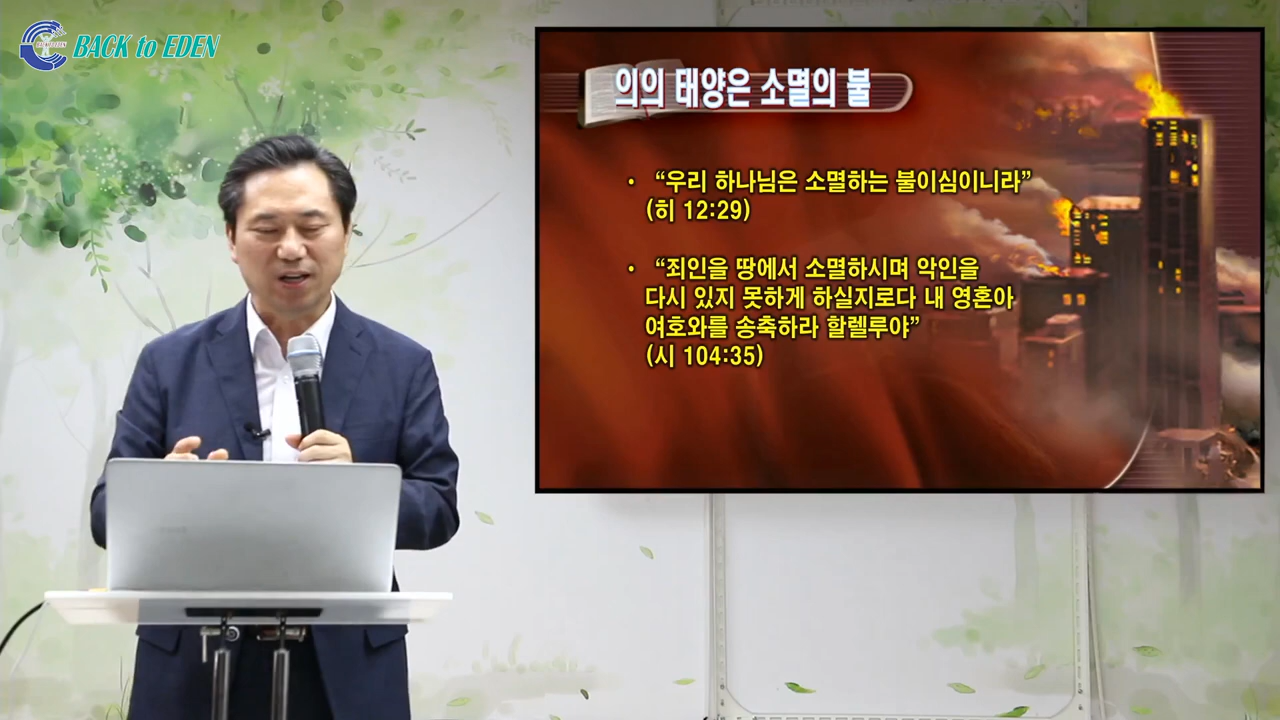 BACK to EDEN
의의 태양은 소멸의 불
• “우리 하나님은 소멸하는 불이심이니라”
(히 12:29)
• “죄인을 땅에서 소멸하시며 악인을
다시 있지 못하게 하실지로다 내 영혼아
여호와를 송축하라 할렐루야”
(시 104:35)